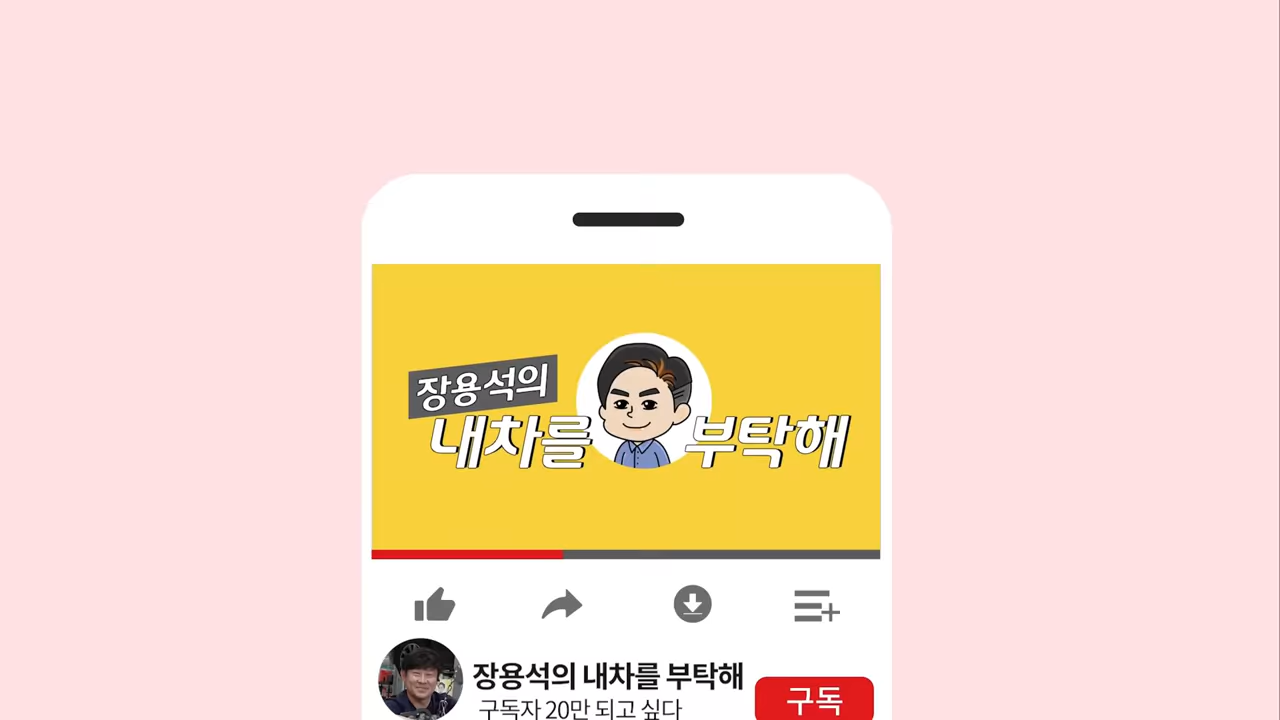 장용석의
내차를 부탁해
장용석의 내차를 부탁해
구독자 20만 되고 싶다
구독